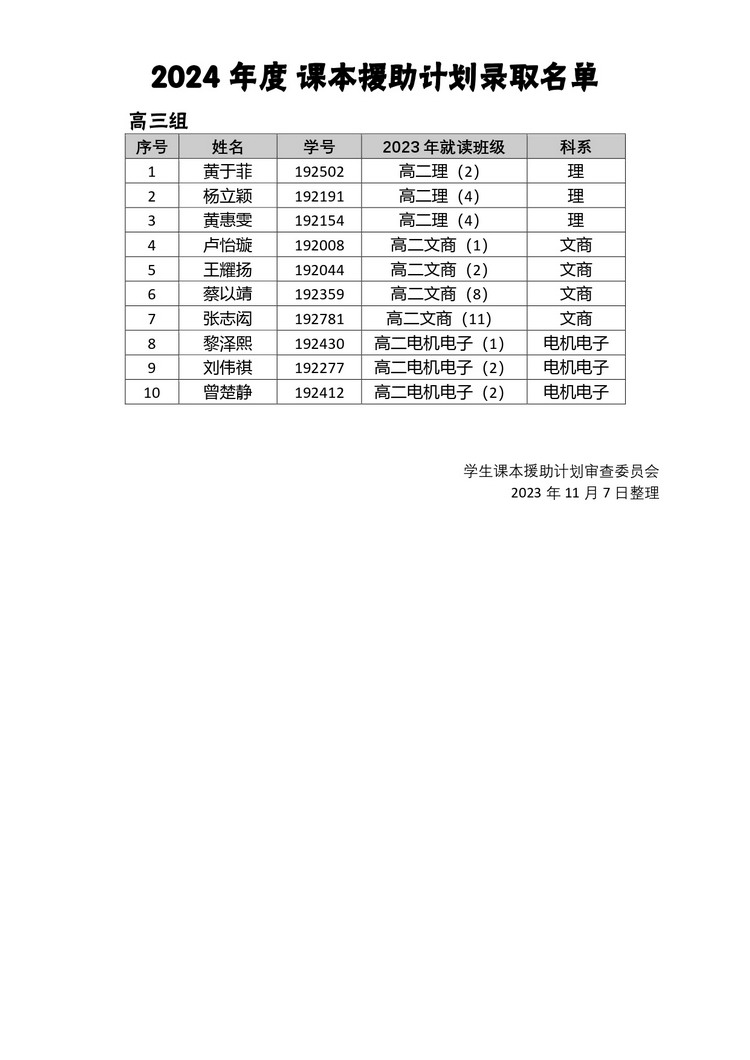 2024 年度 课本援助计划录取名单
高三组
序号 姓名 学号 2023 年就读班级 科系
1 黄于菲 192502 高二理（2） 理
2 杨立颖 192191 高二理（4） 理
3 黄惠雯 192154 高二理（4） 理
4 卢怡璇 192008 高二文商（1） 文商
5 王耀扬 192044 高二文商（2） 文商
6 蔡以靖 192359 高二文商（8） 文商
7 张志闳 192781 高二文商（11） 文商
8 黎泽熙 192430 高二电机电子（1） 电机电子
9 刘伟祺 192277 高二电机电子（2） 电机电子
10 曾楚静 192412 高二电机电子（2） 电机电子
学生课本援助计划审查委员会
2023 年 11 月 7 日整理